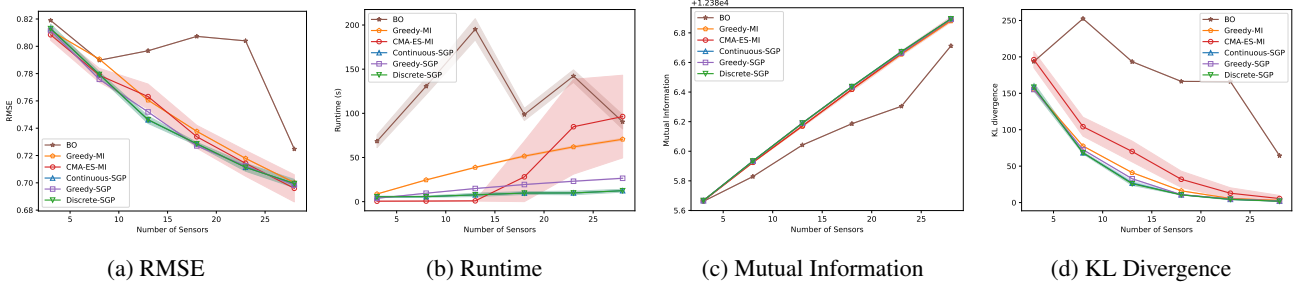 0.82
0.80
0.78
0.76
0.74
0.72
0.70
0.68
RMSE
5
10
15
20
25
Number of Sensors
BO
Greedy-MI
CMA-ES-MI
Continuous-SGP
Greedy-SGP
Discrete-SGP
(a) RMSE
200
150
100
50
0
Runtime (s)
5
10
15
20
25
Number of Sensors
BO
Greedy-MI
CMA-ES-MI
Continuous-SGP
Greedy-SGP
Discrete-SGP
(b) Runtime
+1.238e4
6.8
6.6
6.4
6.2
6.0
5.8
5.6
Mutual Information
5
10
15
20
25
Number of Sensors
BO
Greedy-MI
CMA-ES-MI
Continuous-SGP
Greedy-SGP
Discrete-SGP
(c) Mutual Information
250
200
150
100
50
0
KL divergence
5
10
15
20
25
Number of Sensors
BO
Greedy-MI
CMA-ES-MI
Continuous-SGP
Greedy-SGP
Discrete-SGP
(d) KL Divergence